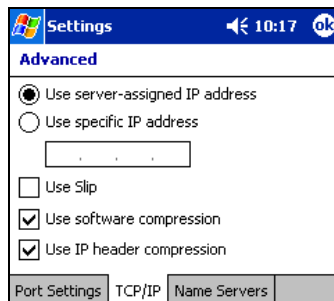 Settings 10:17 ok
Advanced
Use server-assigned IP address
Use specific IP address
. . .
Use Slip
Use software compression
Use IP header compression
Port Settings TCP/IP Name Servers